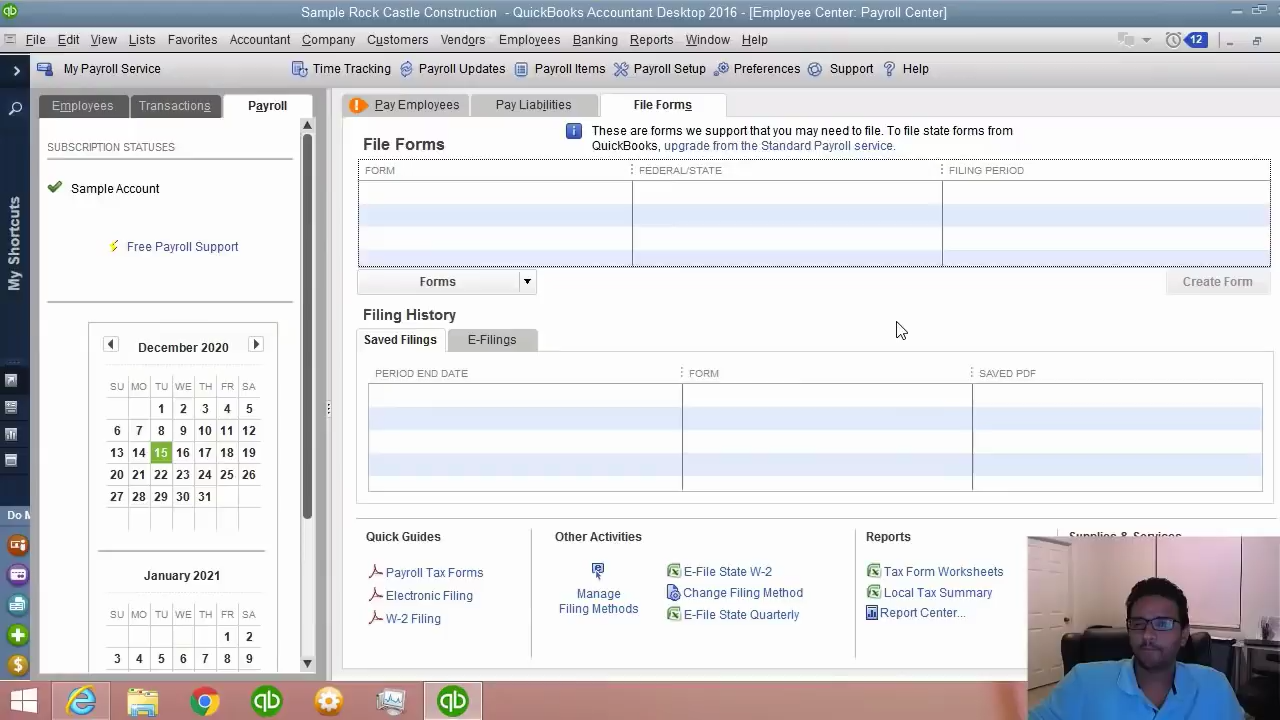 Sample Rock Castle Construction - QuickBooks Accountant Desktop 2016 - [Employee Center: Payroll Center]
File Edit View Lists Favorites Accountant Company Customers Vendors Employees Banking Reports Window Help
12
My Payroll Service
Time Tracking Payroll Updates Payroll Items Payroll Setup Preferences Support Help
My Shortcuts
Employees Transactions Payroll
Pay Employees Pay Liabilities File Forms
SUBSCRIPTION STATUSES
Sample Account
Free Payroll Support
File Forms
These are forms we support that you may need to file. To file state forms from
QuickBooks, upgrade from the Standard Payroll service.
FORM FEDERAL/STATE FILING PERIOD
Forms
Create Form
Filing History
Saved Filings E-Filings
PERIOD END DATE FORM SAVED PDF
December 2020
SU MO TU WE TH FR SA
1 2 3 4 5
6 7 8 9 10 11 12
13 14 15 16 17 18 19
20 21 22 23 24 25 26
27 28 29 30 31
January 2021
SU MO TU WE TH FR SA
1 2
3 4 5 6 7 8 9
Do M
Quick Guides
Payroll Tax Forms
Electronic Filing
W-2 Filing
Other Activities
Manage
Filing Methods
E-File State W-2
Change Filing Method
E-File State Quarterly
Reports
Tax Form Worksheets
Local Tax Summary
Report Center...
Supplies & Services
qb
qb